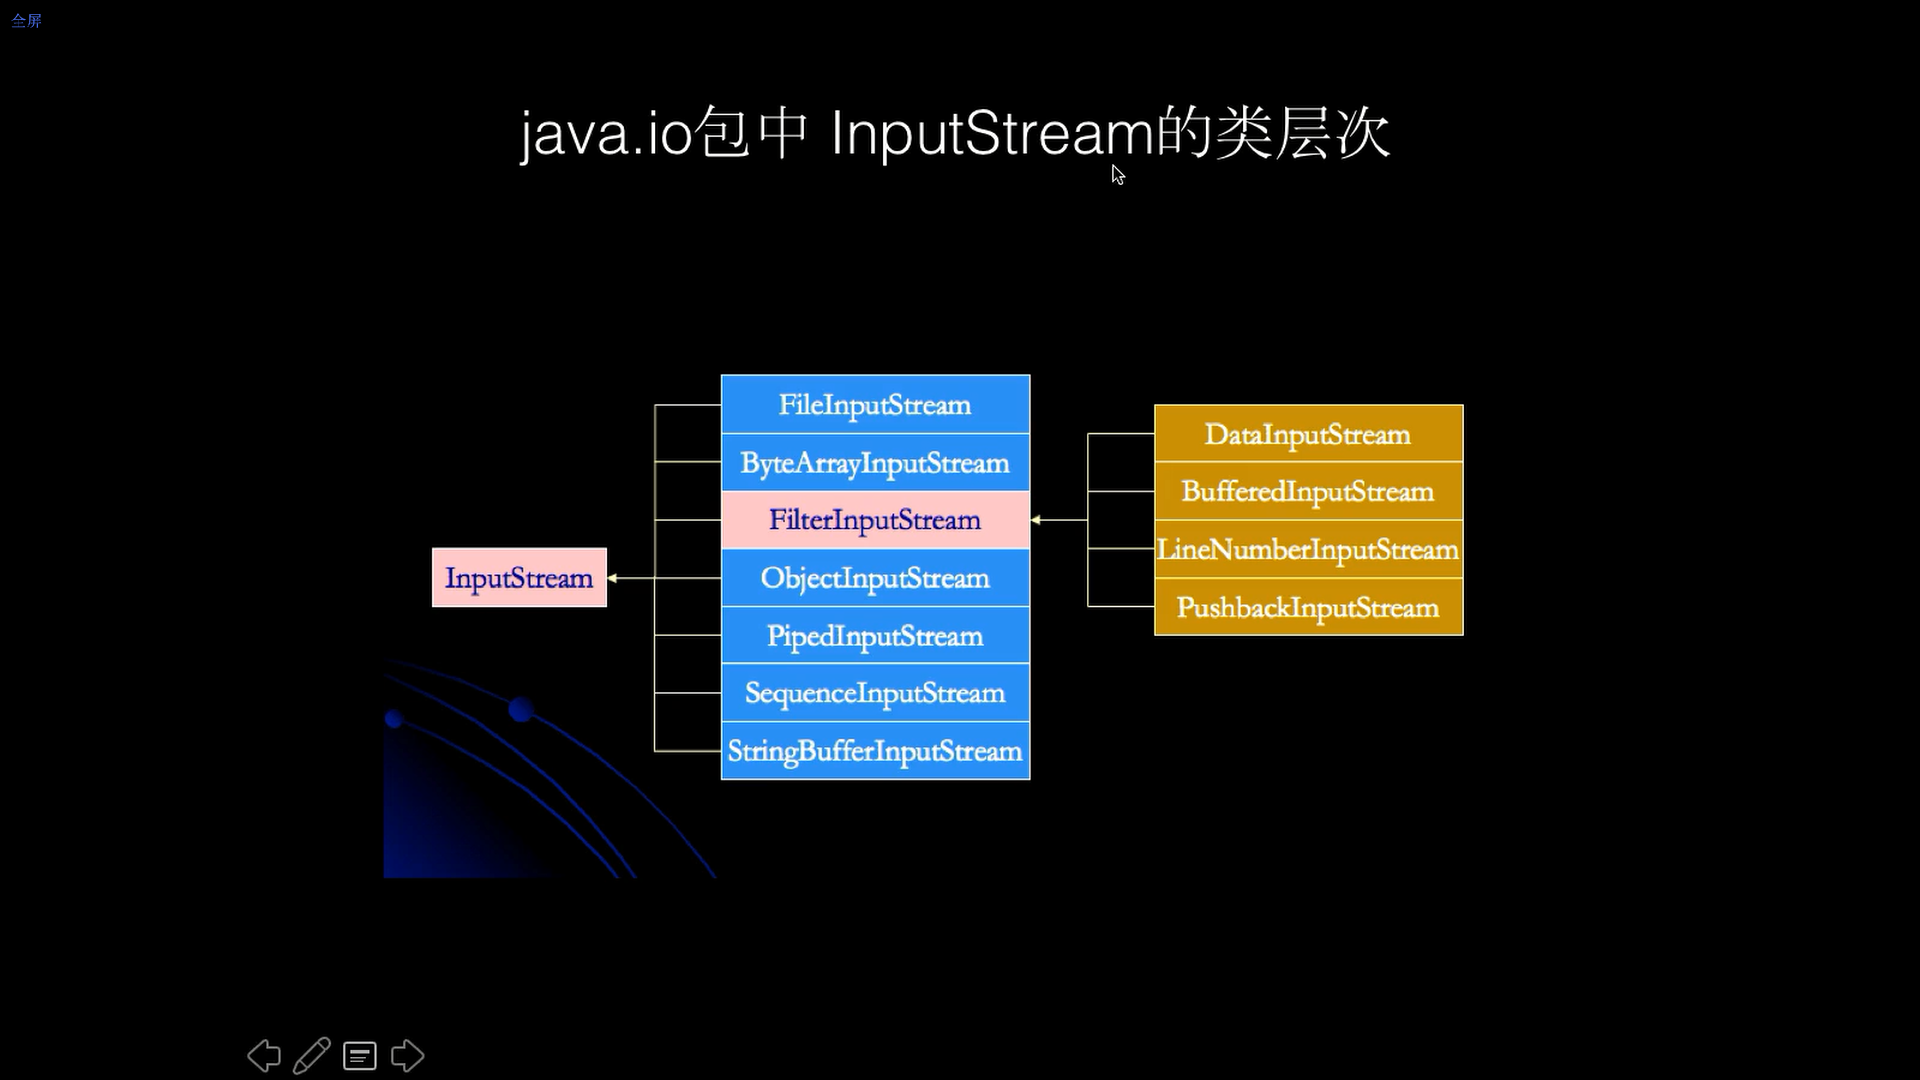 全屏
java.io包中 InputStream的类层次
InputStream
FileInputStream
ByteArrayInputStream
FilterInputStream
ObjectInputStream
PipedInputStream
SequenceInputStream
StringBufferInputStream
DataInputStream
BufferedInputStream
LineNumberInputStream
PushbackInputStream